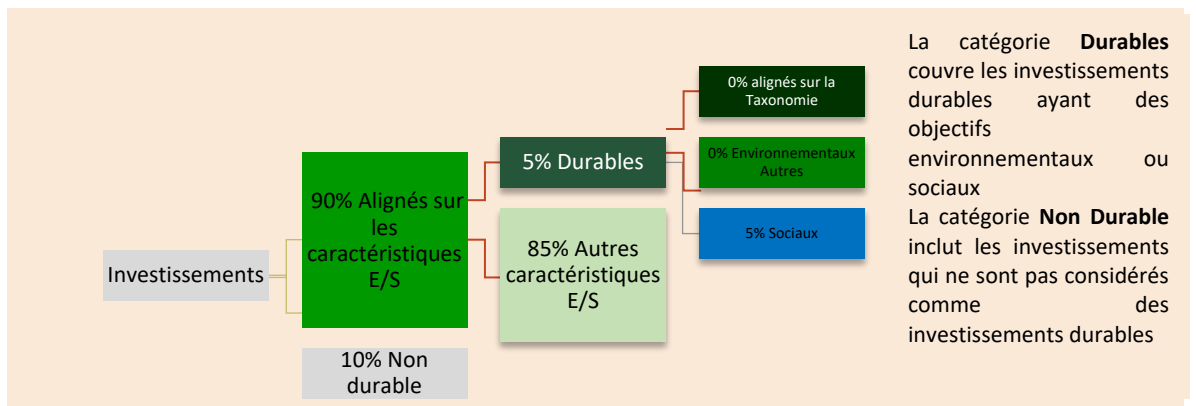 Investissements
90% Alignés sur
les
caractéristiques
E/S
10% Non
durable
5% Durables
85% Autres
caractéristiques
E/S
0% alignés sur la
Taxonomie
0% Environnementaux
Autres
5% Sociaux
La catégorie Durables
couvre les investissements
durables ayant des
objectifs
environnementaux ou
sociaux
La catégorie Non Durable
inclut les investissements
qui ne sont pas considérés
comme des
investissements durables